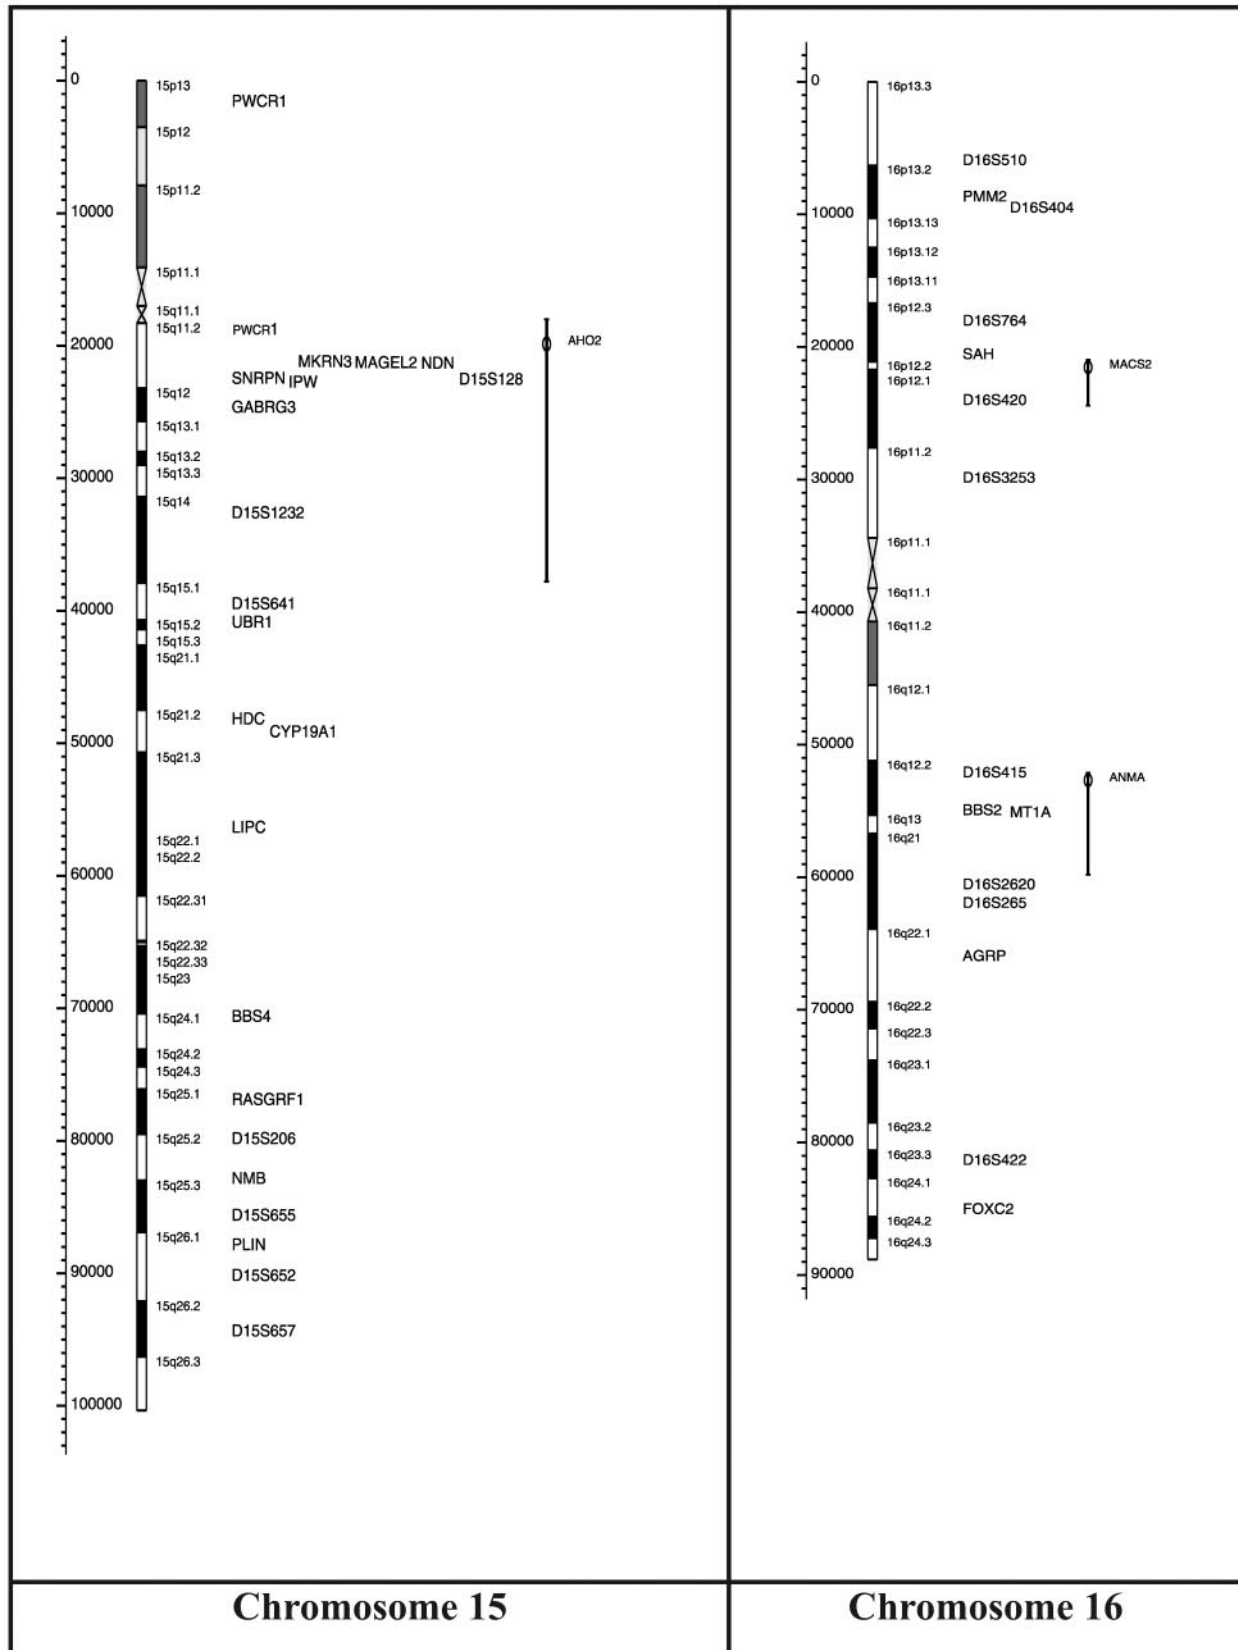 0
15p13
PWCR1
15p12
15p11.2
10000
15p11.1
15q11.1
15q11.2
PWCR1
20000
AHO2
MKRN3 MAGEL2 NDN
SNRPN IPW
D15S128
15q12
GABRG3
15q13.1
15q13.2
15q13.3
30000
15q14
D15S1232
15q15.1
D15S641
40000
15q15.2
UBR1
15q15.3
15q21.1
15q21.2
HDC
CYP19A1
50000
15q21.3
LIPC
15q22.1
15q22.2
60000
15q22.31
15q22.32
15q22.33
15q23
70000
15q24.1
BBS4
15q24.2
15q24.3
15q25.1
RASGRF1
80000
15q25.2
D15S206
NMB
15q25.3
D15S655
15q26.1
PLIN
90000
D15S652
15q26.2
D15S657
15q26.3
100000
Chromosome 15
0
16p13.3
D16S510
16p13.2
PMM2
D16S404
10000
16p13.13
16p13.12
16p13.11
16p12.3
D16S764
20000
SAH
16p12.2
MACS2
16p12.1
D16S420
16p11.2
30000
D16S3253
16p11.1
16q11.1
40000
16q11.2
16q12.1
50000
16q12.2
D16S415
ANMA
BBS2
MT1A
16q13
16q21
60000
D16S2620
D16S265
16q22.1
AGRP
70000
16q22.2
16q22.3
16q23.1
16q23.2
80000
16q23.3
D16S422
16q24.1
FOXC2
16q24.2
16q24.3
90000
Chromosome 16